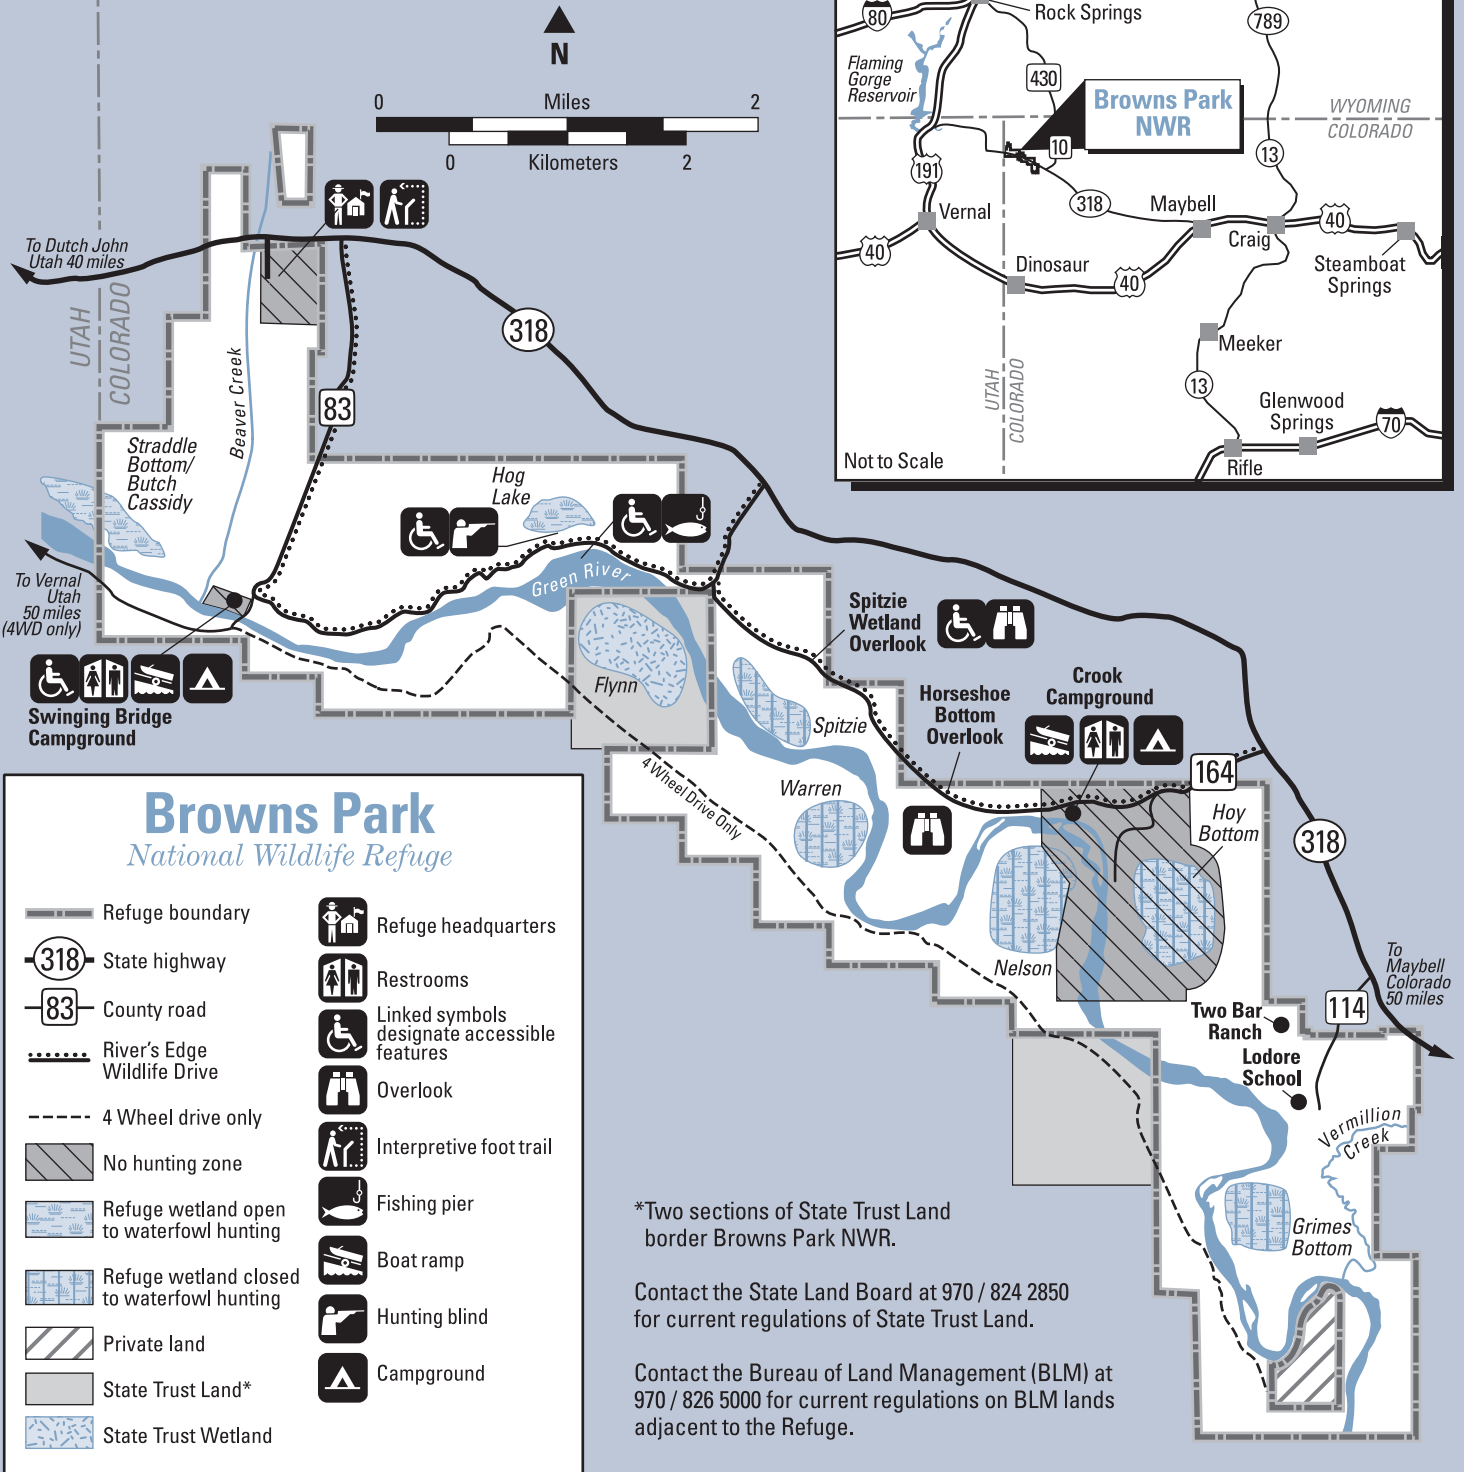 N
0 Miles 2
0 Kilometers 2
To Dutch John
Utah 40 miles
UTAH
COLORADO
318
83
Beaver Creek
Straddle
Bottom/
Butch
Cassidy
Hog
Lake
Green River
To Vernal
Utah
50 miles
(4WD only)
Swinging Bridge
Campground
Flynn
Spitzie
Wetland
Overlook
Spitzie
Horseshoe
Bottom
Overlook
Crook
Campground
164
4 Wheel Drive Only
Warren
Hoy
Bottom
318
Nelson
To
Maybell
Colorado
50 miles
Two Bar
Ranch
114
Lodore
School
Vermillion
Creek
Grimes
Bottom
80
Rock Springs
789
Flaming
Gorge
Reservoir
430
Browns Park
NWR
WYOMING
COLORADO
10
13
191
318
Maybell
Vernal
40
Craig
40
Steamboat
Springs
Dinosaur
40
Meeker
UTAH
COLORADO
13
Glenwood
Springs
70
Rifle
Not to Scale
Browns Park
National Wildlife Refuge
Refuge boundary
318 State highway
83 County road
River's Edge
Wildlife Drive
4 Wheel drive only
No hunting zone
Refuge wetland open
to waterfowl hunting
Refuge wetland closed
to waterfowl hunting
Private land
State Trust Land*
State Trust Wetland
Refuge headquarters
Restrooms
Linked symbols
designate accessible
features
Overlook
Interpretive foot trail
Fishing pier
Boat ramp
Hunting blind
Campground
*Two sections of State Trust Land
border Browns Park NWR.
Contact the State Land Board at 970 / 824 2850
for current regulations of State Trust Land.
Contact the Bureau of Land Management (BLM) at
970 / 826 5000 for current regulations on BLM lands
adjacent to the Refuge.